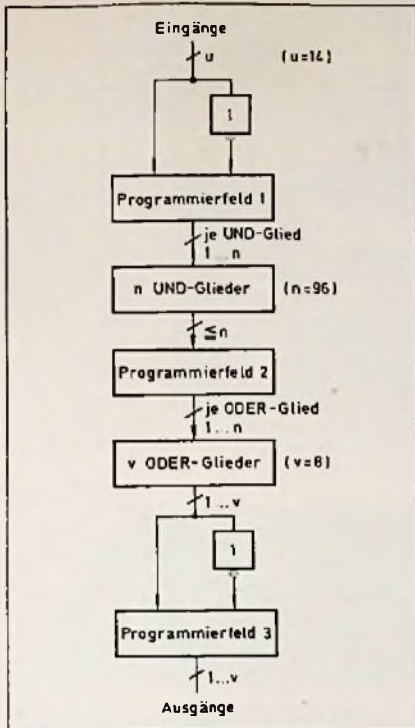 Eingänge
u (u=14)
1
Programmierfeld 1
je UND-Glied
1...n
n UND-Glieder (n=96)
≦n
Programmierfeld 2
je ODER-Glied
1...n
v ODER-Glieder (v=8)
1...v
1
Programmierfeld 3
1...v
Ausgänge